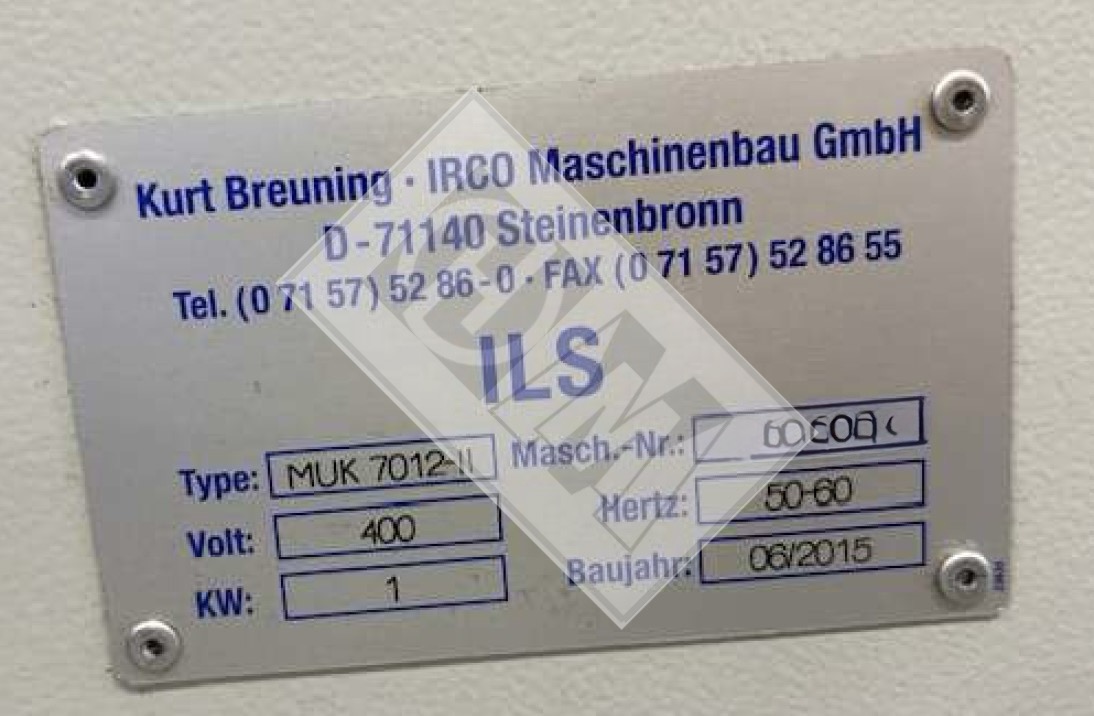 Kurt Breuning · IRCO Maschinenbau GmbH
D-71140 Steinenbronn
Tel. (0 71 57) 52 86-0 · FAX (0 71 57) 52 86 55
ILS
Type: MUK 7012-II Masch.-Nr.:
Volt: 400 Hertz: 50-60
KW: 1 Baujahr: 06/2015